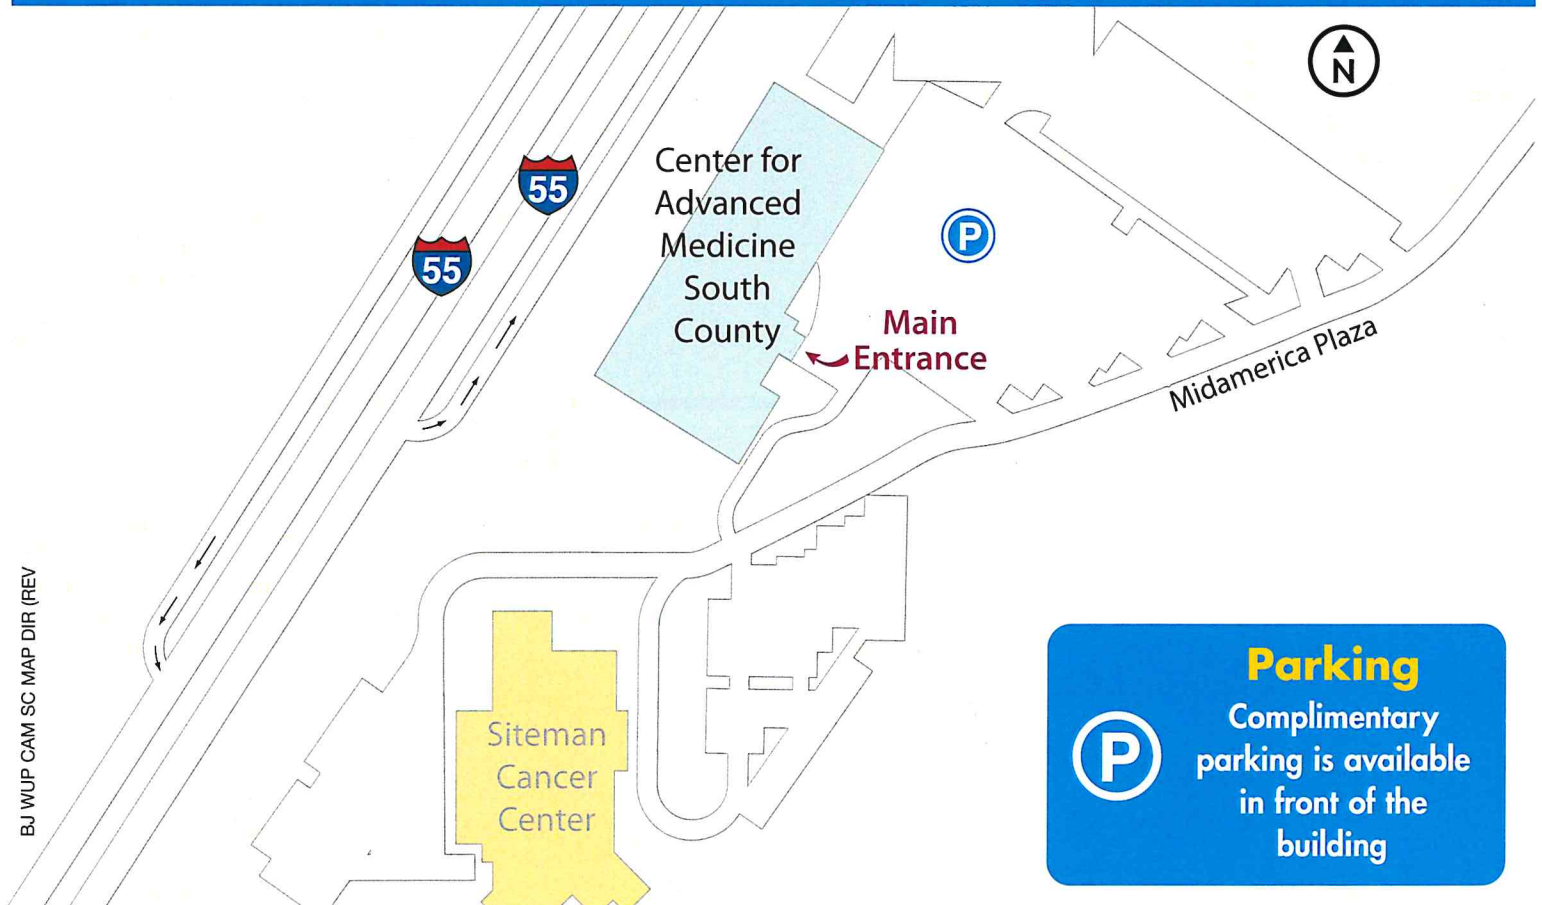 N
Center for
Advanced
Medicine
South
County
55
55
P
Main
Entrance
Midamerica Plaza
Siteman
Cancer
Center
BJ WUP CAM SC MAP DIR (REV
Parking
P
Complimentary
parking is available
in front of the
building